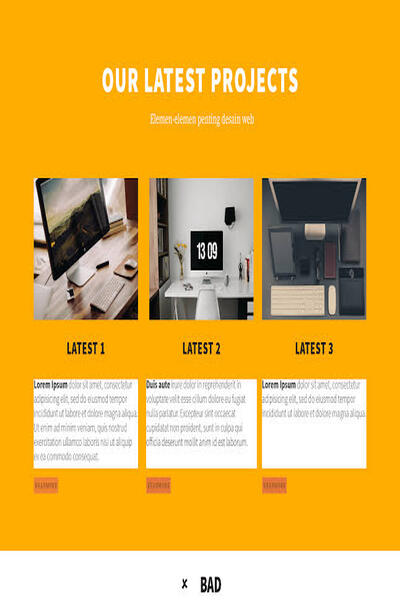 OUR LATEST PROJECTS
Elemen-elemen penting desain web
13 09
LATEST 1
LATEST 2
LATEST 3
Lorem Ipsum dolor sit amet, consectetur
adipiscing elit, sed do eiusmod tempor
incididunt ut labore et dolore magna aliqua.
Ut enim ad minim veniam, quis nostrud
exercitation ullamco laboris nisi ut aliquip
ex ea commodo consequat.
Duis aute irure dolor in reprehenderit in
voluptate velit esse cillum dolore eu fugiat
nulla pariatur. Excepteur sint occaecat
cupidatat non proident, sunt in culpa qui
officia deserunt mollit anim id est laborum.
Lorem Ipsum dolor sit amet, consectetur
adipiscing elit, sed do eiusmod tempor
incididunt ut labore et dolore magna aliqua.
READMORE
READMORE
READMORE
x BAD